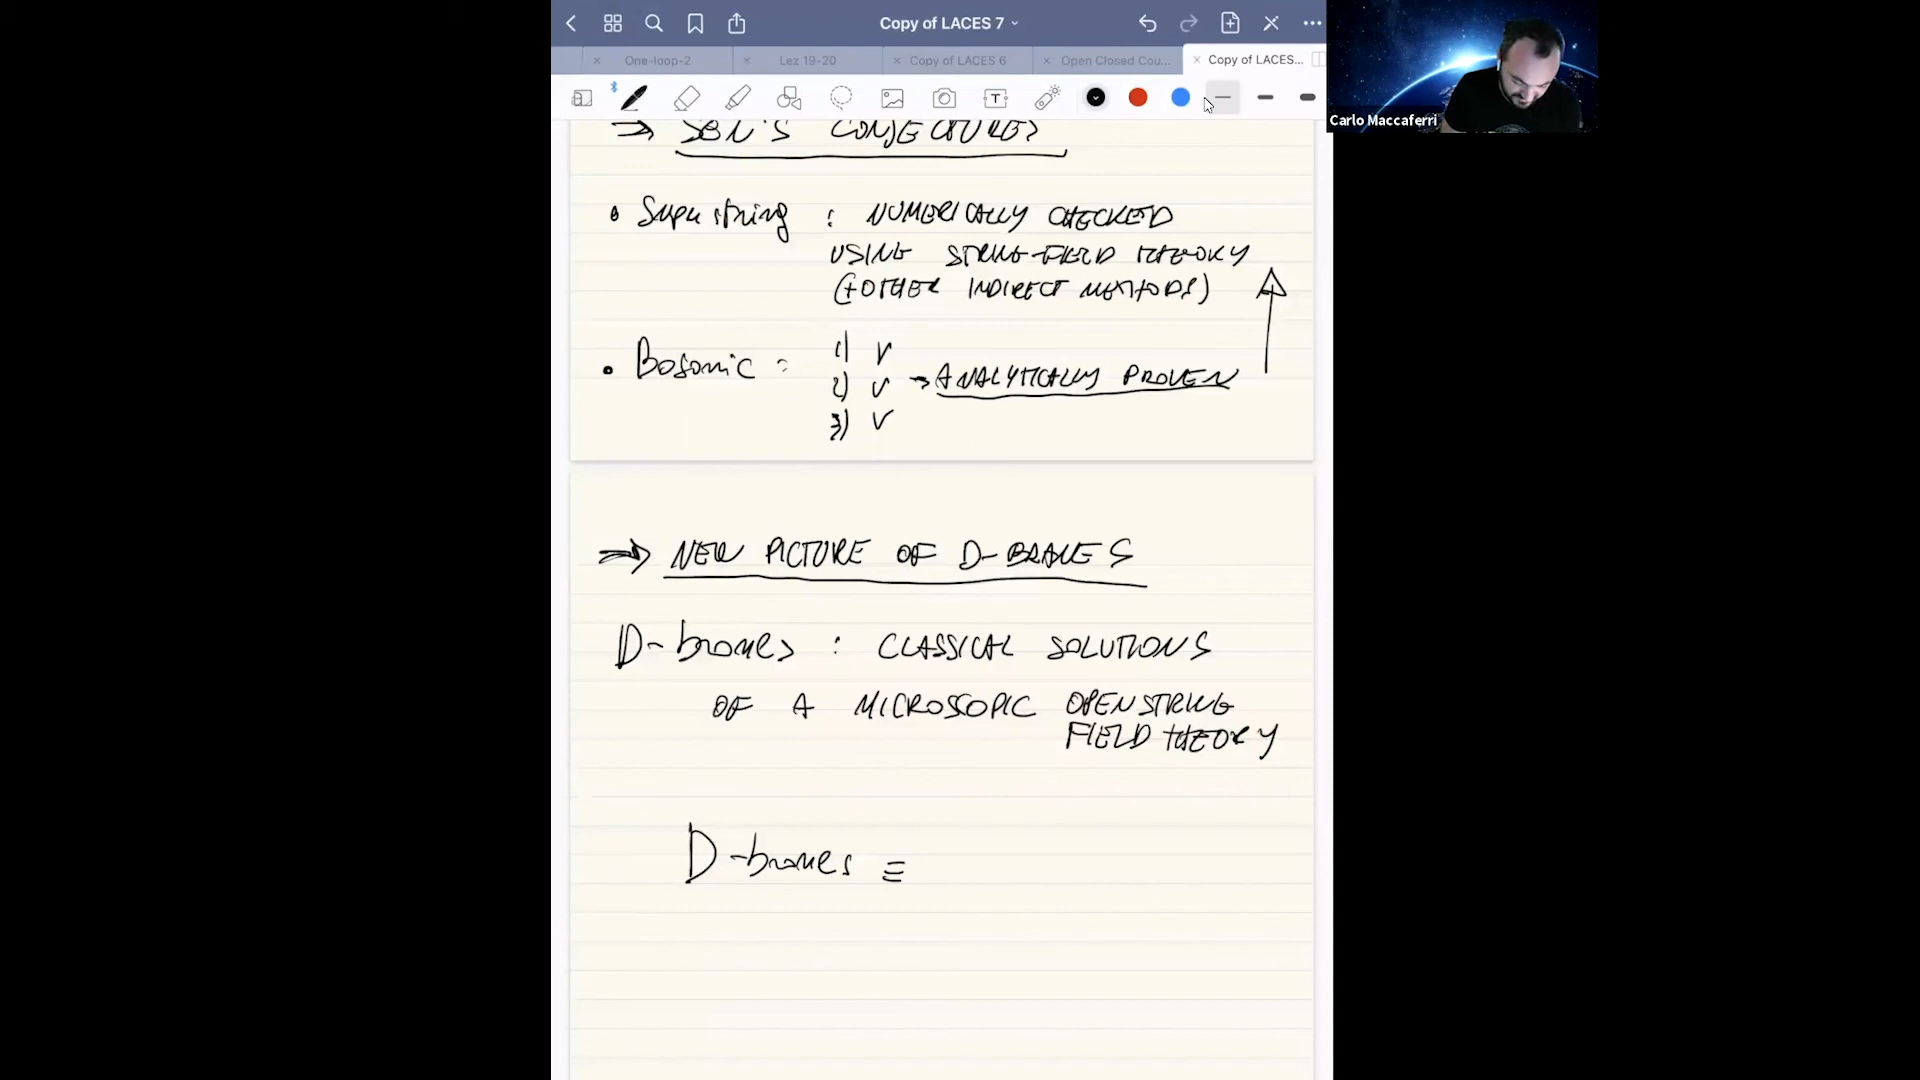 Copy of LACES 7
One-loop-2
Lez 19-20
Copy of LACES 6
Open Closed Cou...
Copy of LACES...
Carlo Maccaferri
⇒ SEN'S CONJECTURES
• Superstring : NUMERICALLY CHECKED
USING STRING-FIELD THEORY
(+OTHER INDIRECT METHODS)
• Bosonic : 1) V
2) V → ANALYTICALLY PROVEN
3) V
⇒ NEW PICTURE OF D-BRANES
D-branes : CLASSICAL SOLUTIONS
OF A MICROSCOPIC OPEN STRING
FIELD THEORY
D-branes ≡